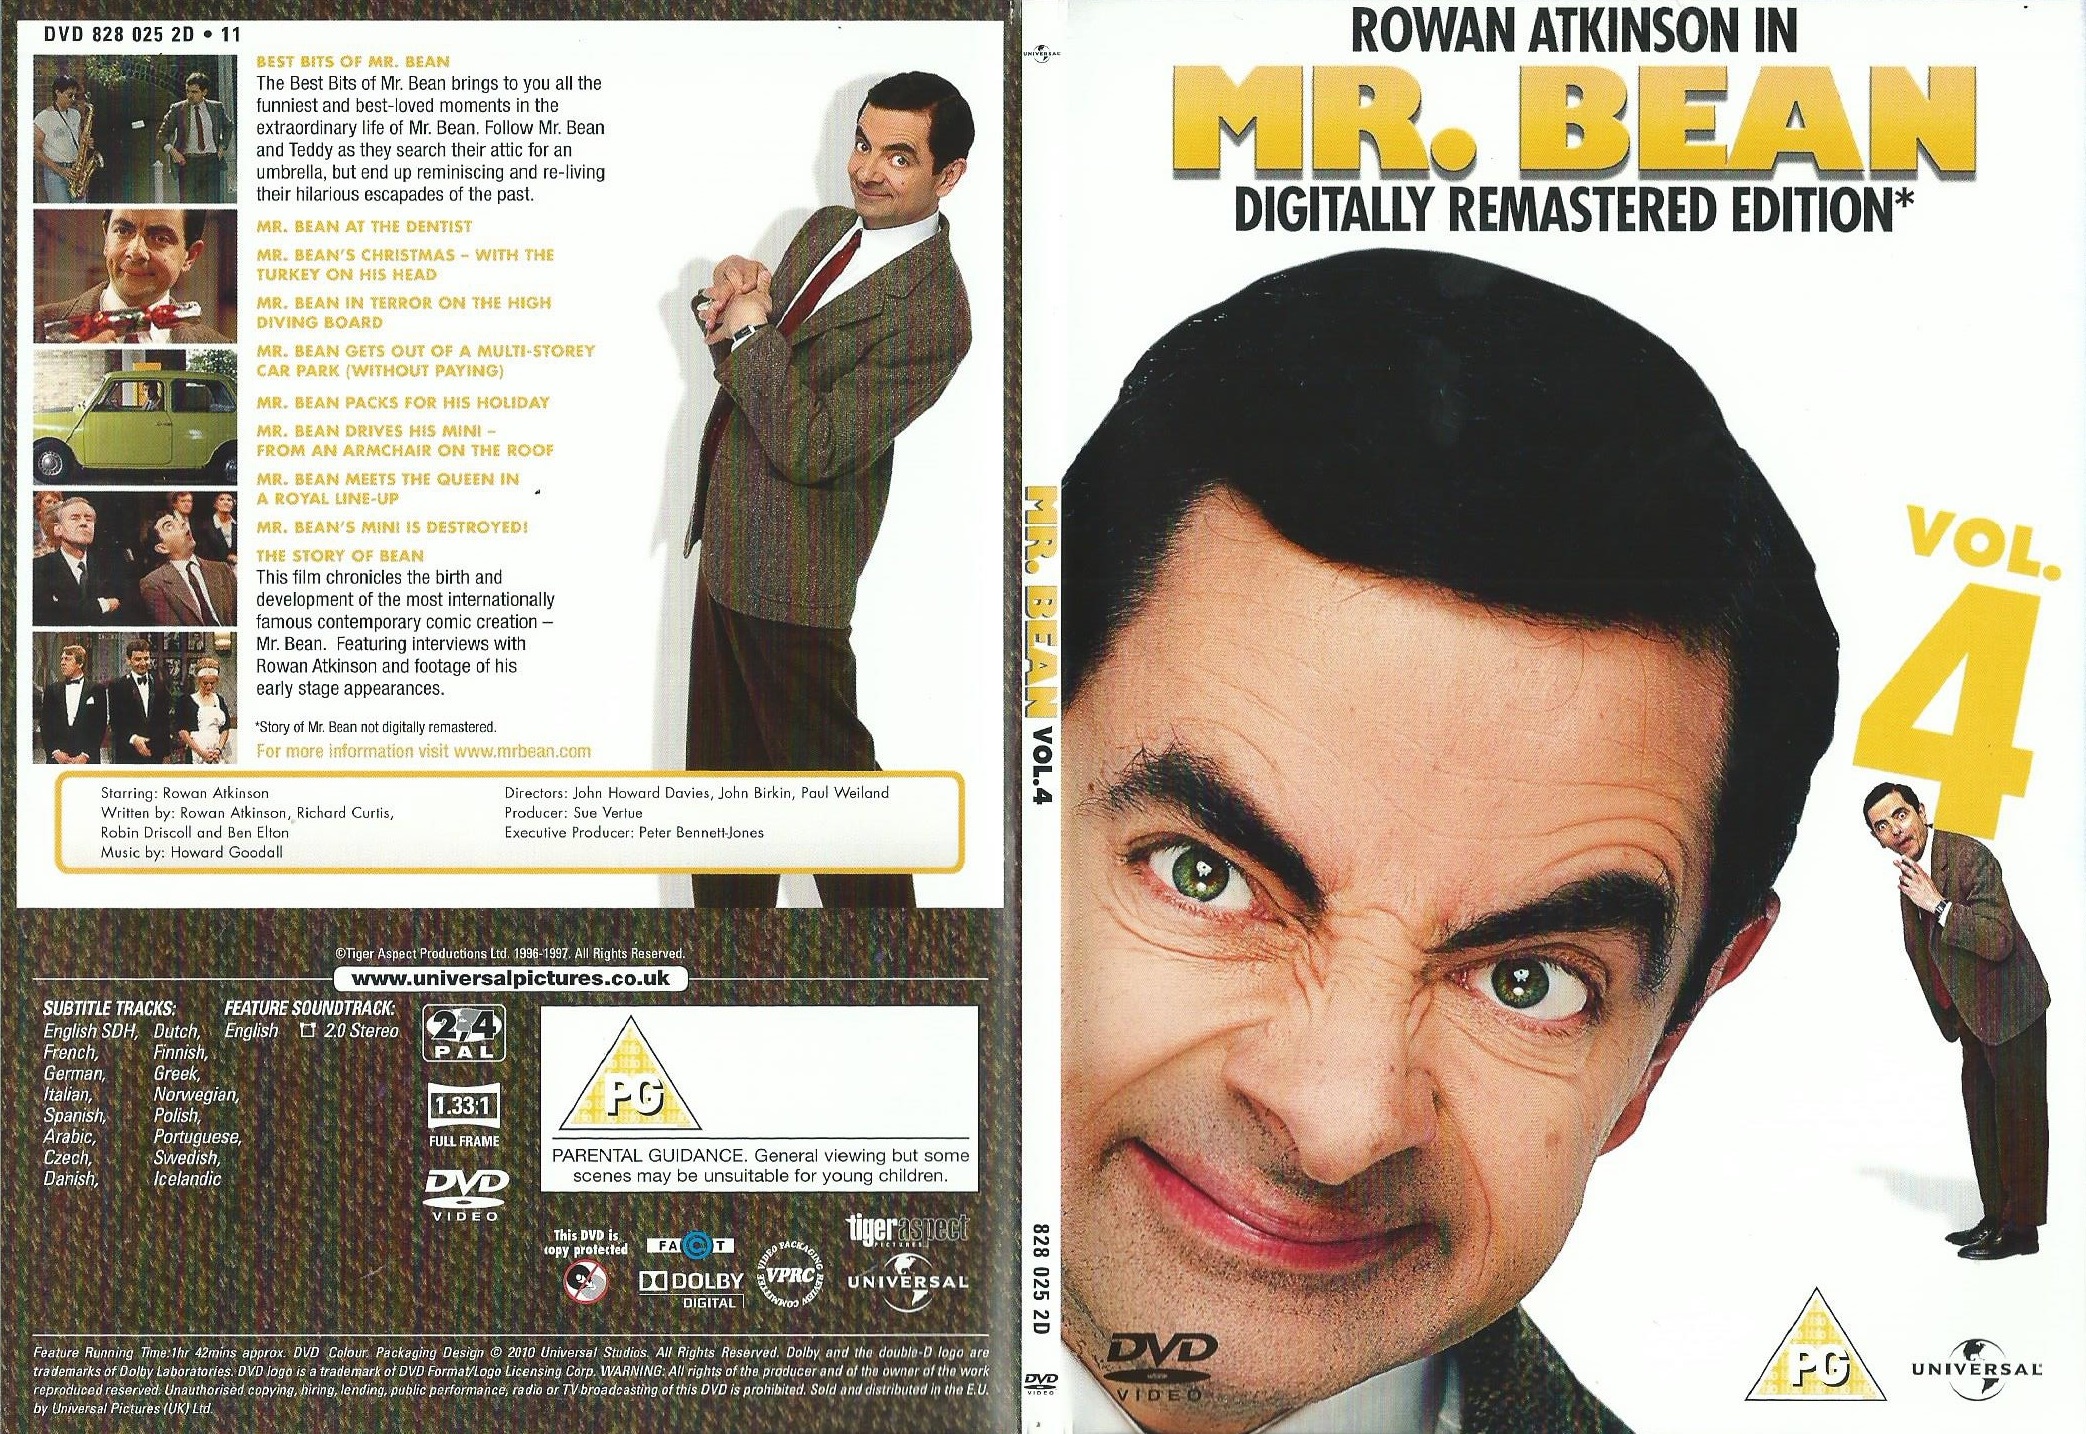 DVD 828 025 2D • 11
BEST BITS OF MR. BEAN
The Best Bits of Mr. Bean brings to you all the
funniest and best-loved moments in the
extraordinary life of Mr. Bean. Follow Mr. Bean
and Teddy as they search their attic for an
umbrella, but end up reminiscing and re-living
their hilarious escapades of the past.
MR. BEAN AT THE DENTIST
MR. BEAN'S CHRISTMAS – WITH THE
TURKEY ON HIS HEAD
MR. BEAN IN TERROR ON THE HIGH
DIVING BOARD
MR. BEAN GETS OUT OF A MULTI-STOREY
CAR PARK (WITHOUT PAYING)
MR. BEAN PACKS FOR HIS HOLIDAY
MR. BEAN DRIVES HIS MINI –
FROM AN ARMCHAIR ON THE ROOF
MR. BEAN MEETS THE QUEEN IN
A ROYAL LINE-UP
MR. BEAN'S MINI IS DESTROYED!
THE STORY OF BEAN
This film chronicles the birth and
development of the most internationally
famous contemporary comic creation –
Mr. Bean. Featuring interviews with
Rowan Atkinson and footage of his
early stage appearances.
*Story of Mr. Bean not digitally remastered.
For more information visit www.mrbean.com
Starring: Rowan Atkinson
Written by: Rowan Atkinson, Richard Curtis,
Robin Driscoll and Ben Elton
Music by: Howard Goodall
Directors: John Howard Davies, John Birkin, Paul Weiland
Producer: Sue Vertue
Executive Producer: Peter Bennett-Jones
©Tiger Aspect Productions Ltd. 1996-1997. All Rights Reserved.
www.universalpictures.co.uk
SUBTITLE TRACKS:
English SDH,
French,
German,
Italian,
Spanish,
Arabic,
Czech,
Danish,
Dutch,
Finnish,
Greek,
Norwegian,
Polish,
Portuguese,
Swedish,
Icelandic
FEATURE SOUNDTRACK:
English 2.0 Stereo
2,4
PAL
1.33:1
FULL FRAME
DVD
VIDEO
PG
PARENTAL GUIDANCE. General viewing but some
scenes may be unsuitable for young children.
This DVD is
copy protected
FACT
DOLBY
DIGITAL
VIDEO PACKAGING REVIEW COMMITTEE
VPRC
tigeraspect
PICTURES
UNIVERSAL
Feature Running Time:1hr 42mins approx. DVD Colour. Packaging Design © 2010 Universal Studios. All Rights Reserved. Dolby and the double-D logo are
trademarks of Dolby Laboratories. DVD logo is a trademark of DVD Format/Logo Licensing Corp. WARNING: All rights of the producer and of the owner of the work
reproduced reserved. Unauthorised copying, hiring, lending, public performance, radio or TV broadcasting of this DVD is prohibited. Sold and distributed in the E.U.
by Universal Pictures (UK) Ltd.
UNIVERSAL
MR. BEAN VOL.4
828 025 2D
DVD
VIDEO
ROWAN ATKINSON IN
MR. BEAN
DIGITALLY REMASTERED EDITION*
VOL.
4
DVD
VIDEO
PG
UNIVERSAL